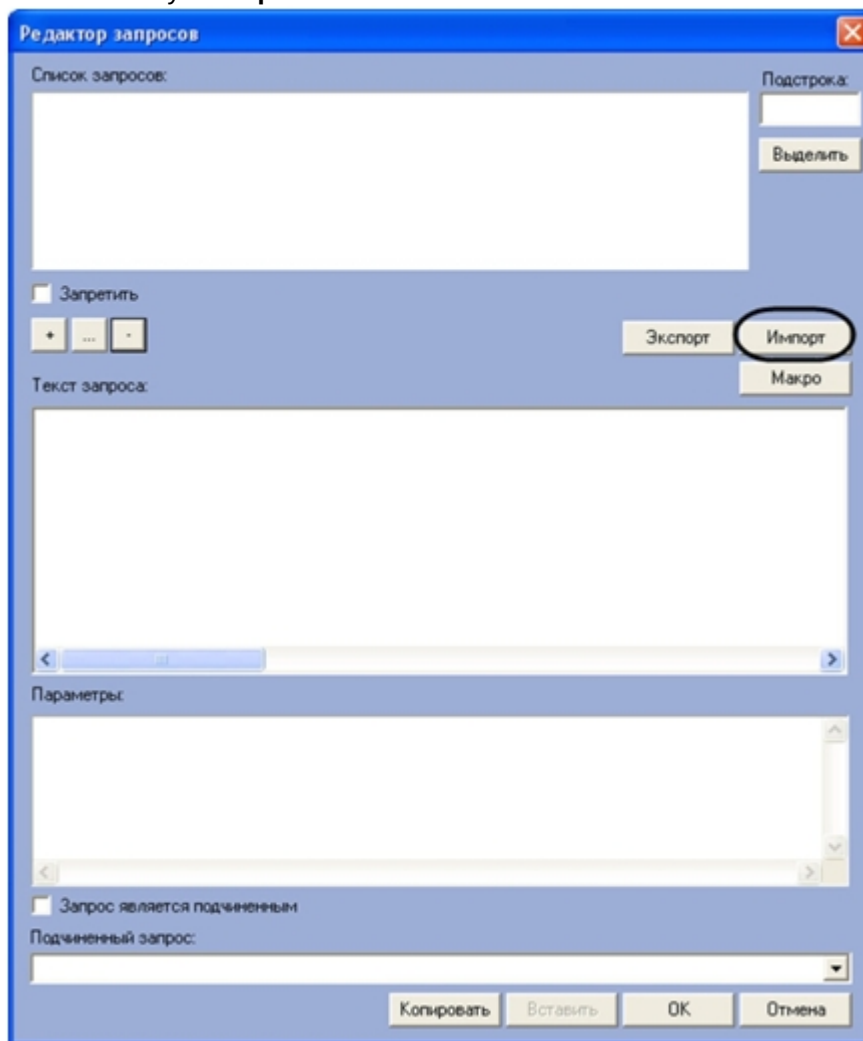 Редактор запросов
Список запросов:
Подстрока:
Выделить
Запретить
+ ... -
Экспорт
Импорт
Макро
Текст запроса:
Параметры:
Запрос является подчиненным
Подчиненный запрос:
Копировать Вставить ОК Отмена